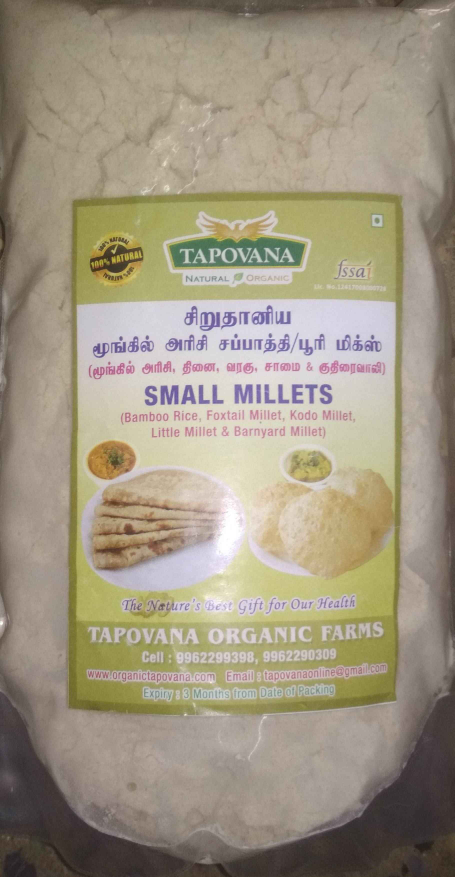 100% NATURAL
100% NATURAL
TAPOVANA
NATURAL ORGANIC
fssai
சிறுதானிய
மூங்கில் அரிசி சப்பாத்தி/பூரி மிக்ஸ்
(மூங்கில் அரிசி, தினை, வரகு, சாமை & குதிரைவாலி)
SMALL MILLETS
(Bamboo Rice, Foxtail Millet, Kodo Millet,
Little Millet & Barnyard Millet)
The Nature's Best Gift for Our Health
TAPOVANA ORGANIC FARMS
Cell : 9962299398, 9962290309
www.organictapovana.com Email : tapovanaonline@gmail.com
Expiry : 3 Months from Date of Packing